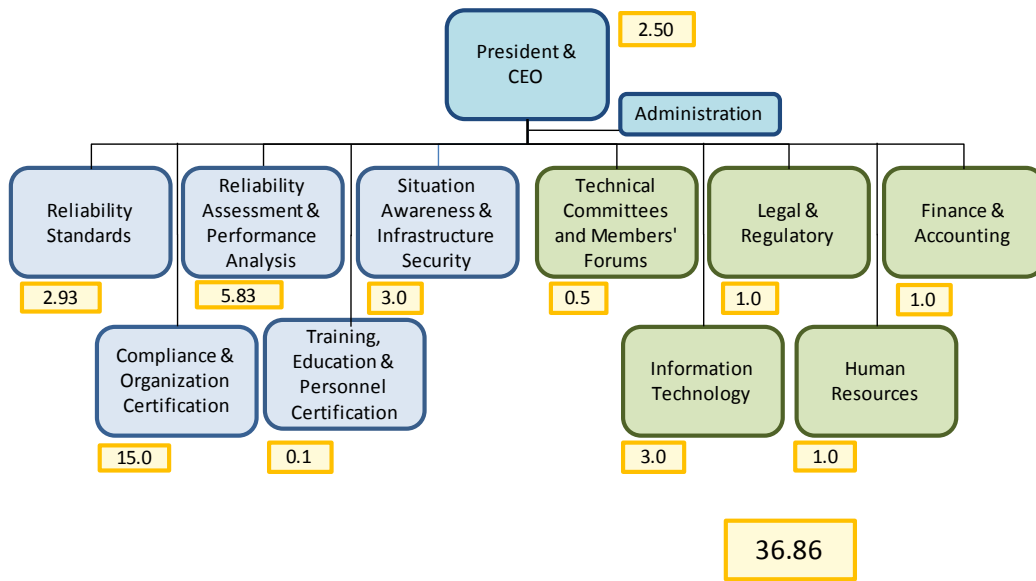 President &
CEO
2.50
Administration
Reliability
Standards
2.93
Reliability
Assessment &
Performance
Analysis
5.83
Situation
Awareness &
Infrastructure
Security
3.0
Technical
Committees
and Members'
Forums
0.5
Legal &
Regulatory
1.0
Finance &
Accounting
1.0
Compliance &
Organization
Certification
15.0
Training,
Education &
Personnel
Certification
0.1
Information
Technology
3.0
Human
Resources
1.0
36.86